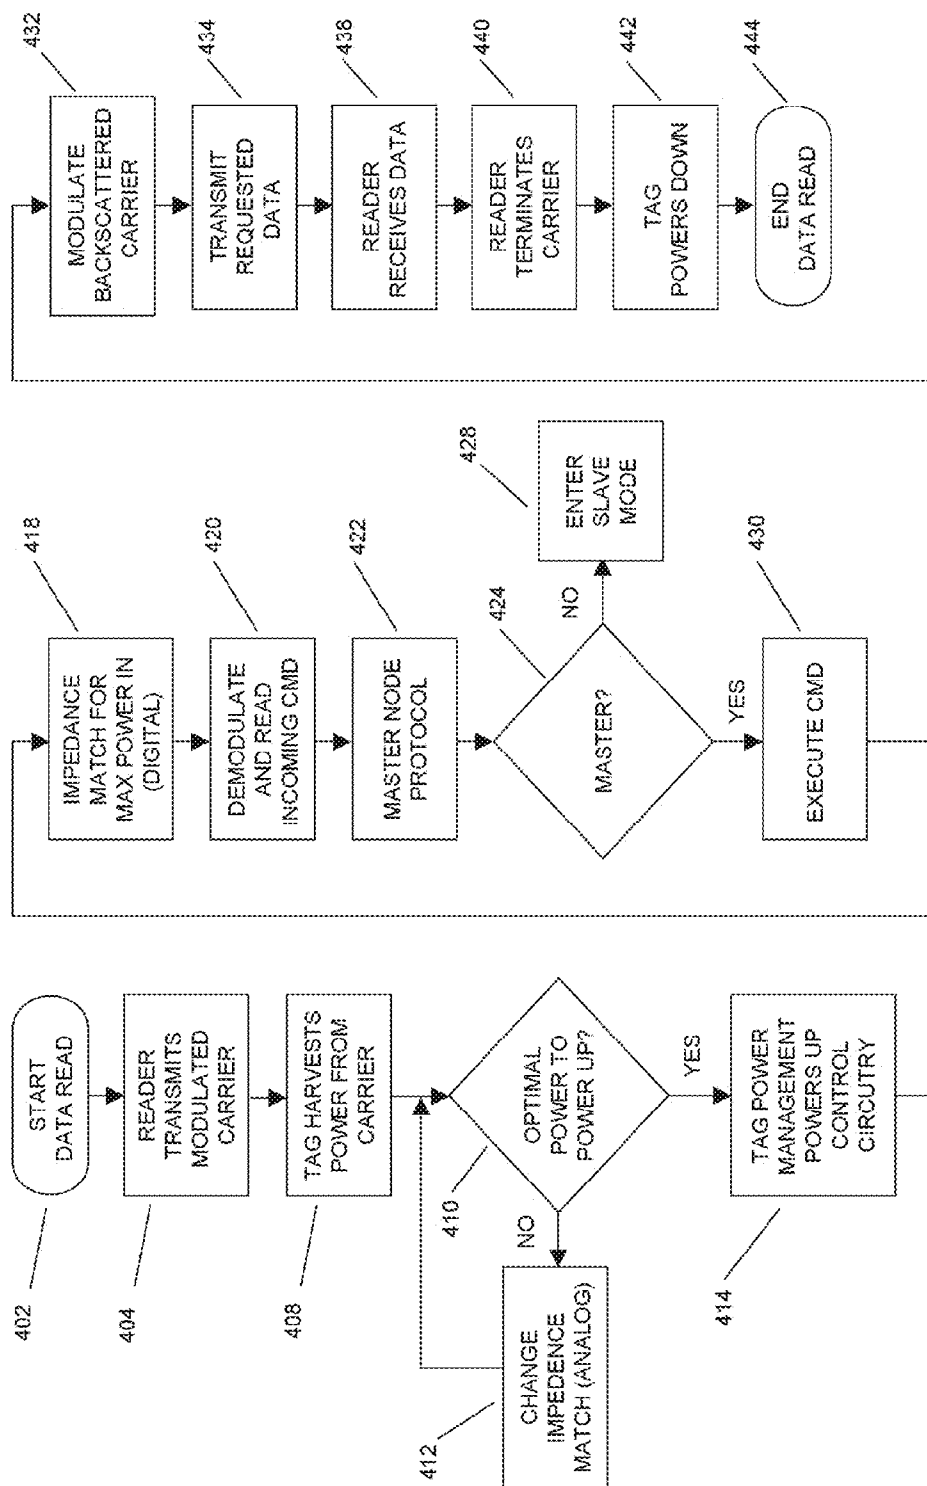 402
START
DATA READ
404
READER
TRANSMITS
MODULATED
CARRIER
408
TAG HARVESTS
POWER FROM
CARRIER
410
OPTIMAL
POWER TO
POWER UP?
NO
412
CHANGE
IMPEDENCE
MATCH (ANALOG)
YES
414
TAG POWER
MANAGEMENT
POWERS UP
CONTROL
CIRCUTRY
418
IMPEDANCE
MATCH FOR
MAX POWER IN
(DIGITAL)
420
DEMODULATE
AND READ
INCOMING CMD
422
MASTER NODE
PROTOCOL
424
MASTER?
NO
428
ENTER
SLAVE
MODE
YES
430
EXECUTE CMD
432
MODULATE
BACKSCATTERED
CARRIER
434
TRANSMIT
REQUESTED
DATA
438
READER
RECEIVES DATA
440
READER
TERMINATES
CARRIER
442
TAG
POWERS DOWN
444
END
DATA READ